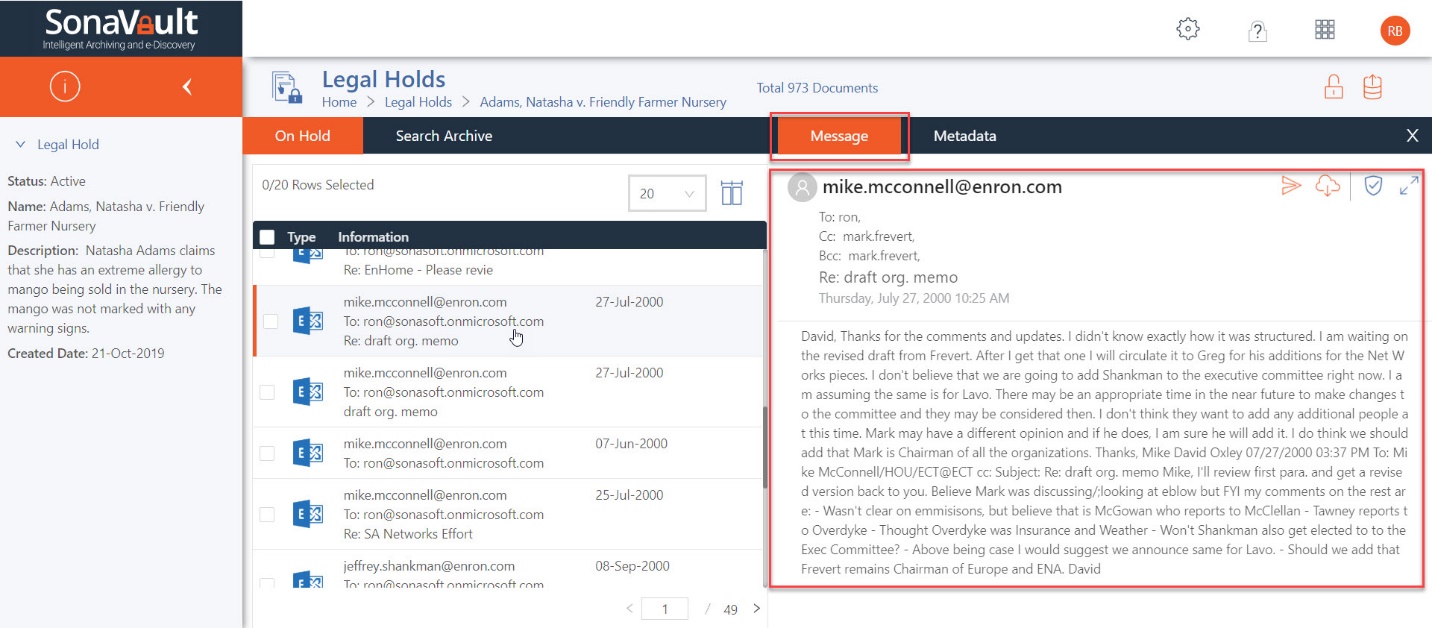 SonaVault
Intelligent Archiving and e-Discovery
?
RB
i
Legal Holds
Home > Legal Holds > Adams, Natasha v. Friendly Farmer Nursery
Total 973 Documents
Legal Hold
Status: Active
Name: Adams, Natasha v. Friendly
Farmer Nursery
Description: Natasha Adams claims
that she has an extreme allergy to
mango being sold in the nursery. The
mango was not marked with any
warning signs.
Created Date: 21-Oct-2019
On Hold
Search Archive
0/20 Rows Selected
20
Type Information
To: ron@sonasoft.onmicrosoft.com
Re: EnHome - Please revie
mike.mcconnell@enron.com 27-Jul-2000
To: ron@sonasoft.onmicrosoft.com
Re: draft org. memo
mike.mcconnell@enron.com 27-Jul-2000
To: ron@sonasoft.onmicrosoft.com
draft org. memo
mike.mcconnell@enron.com 07-Jun-2000
To: ron@sonasoft.onmicrosoft.com
mike.mcconnell@enron.com 25-Jul-2000
To: ron@sonasoft.onmicrosoft.com
Re: SA Networks Effort
jeffrey.shankman@enron.com 08-Sep-2000
To: ron@sonasoft.onmicrosoft.com
< 1 / 49 >
Message
Metadata
X
mike.mcconnell@enron.com
To: ron,
Cc: mark.frevert,
Bcc: mark.frevert,
Re: draft org. memo
Thursday, July 27, 2000 10:25 AM
David, Thanks for the comments and updates. I didn't know exactly how it was structured. I am waiting on
the revised draft from Frevert. After I get that one I will circulate it to Greg for his additions for the Net W
orks pieces. I don't believe that we are going to add Shankman to the executive committee right now. I a
m assuming the same is for Lavo. There may be an appropriate time in the near future to make changes t
o the committee and they may be considered then. I don't think they want to add any additional people a
t this time. Mark may have a different opinion and if he does, I am sure he will add it. I do think we should
add that Mark is Chairman of all the organizations. Thanks, Mike David Oxley 07/27/2000 03:37 PM To: Mi
ke McConnell/HOU/ECT@ECT cc: Subject: Re: draft org. memo Mike, I'll review first para. and get a revise
d version back to you. Believe Mark was discussing/;looking at eblow but FYI my comments on the rest ar
e: - Wasn't clear on emmisisons, but believe that is McGowan who reports to McClellan - Tawney reports t
o Overdyke - Thought Overdyke was Insurance and Weather - Won't Shankman also get elected to to the
Exec Committee? - Above being case I would suggest we announce same for Lavo. - Should we add that
Frevert remains Chairman of Europe and ENA. David